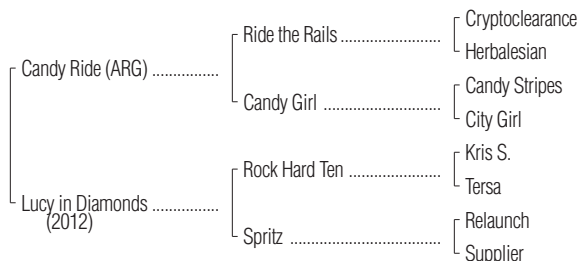 Cryptoclearance
Ride the Rails
Herbalesian
Candy Ride (ARG)
Candy Stripes
Candy Girl
City Girl
Kris S.
Rock Hard Ten
Tersa
Lucy in Diamonds
(2012)
Relaunch
Spritz
Supplier